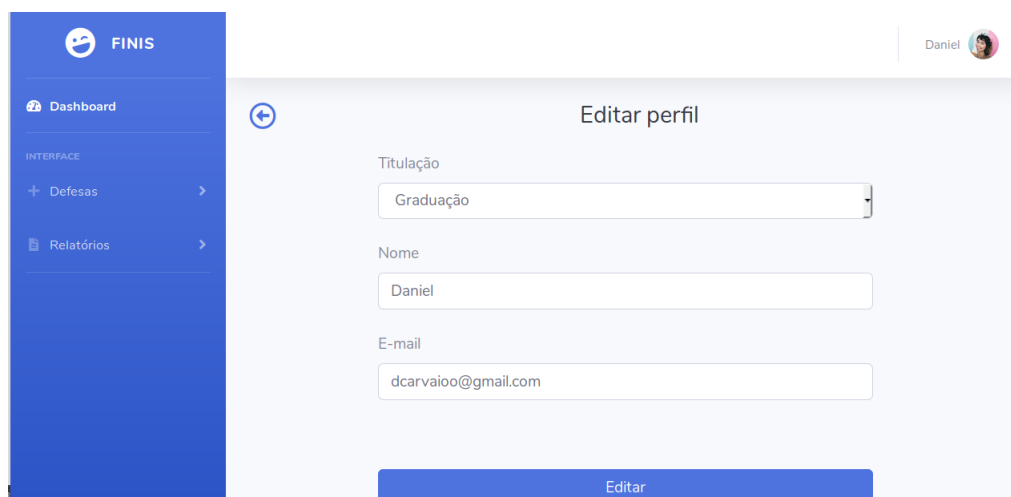 FINIS
Daniel
Dashboard
INTERFACE
Defesas
Relatórios
Editar perfil
Titulação
Graduação
Nome
Daniel
E-mail
dcarvaioo@gmail.com
Editar